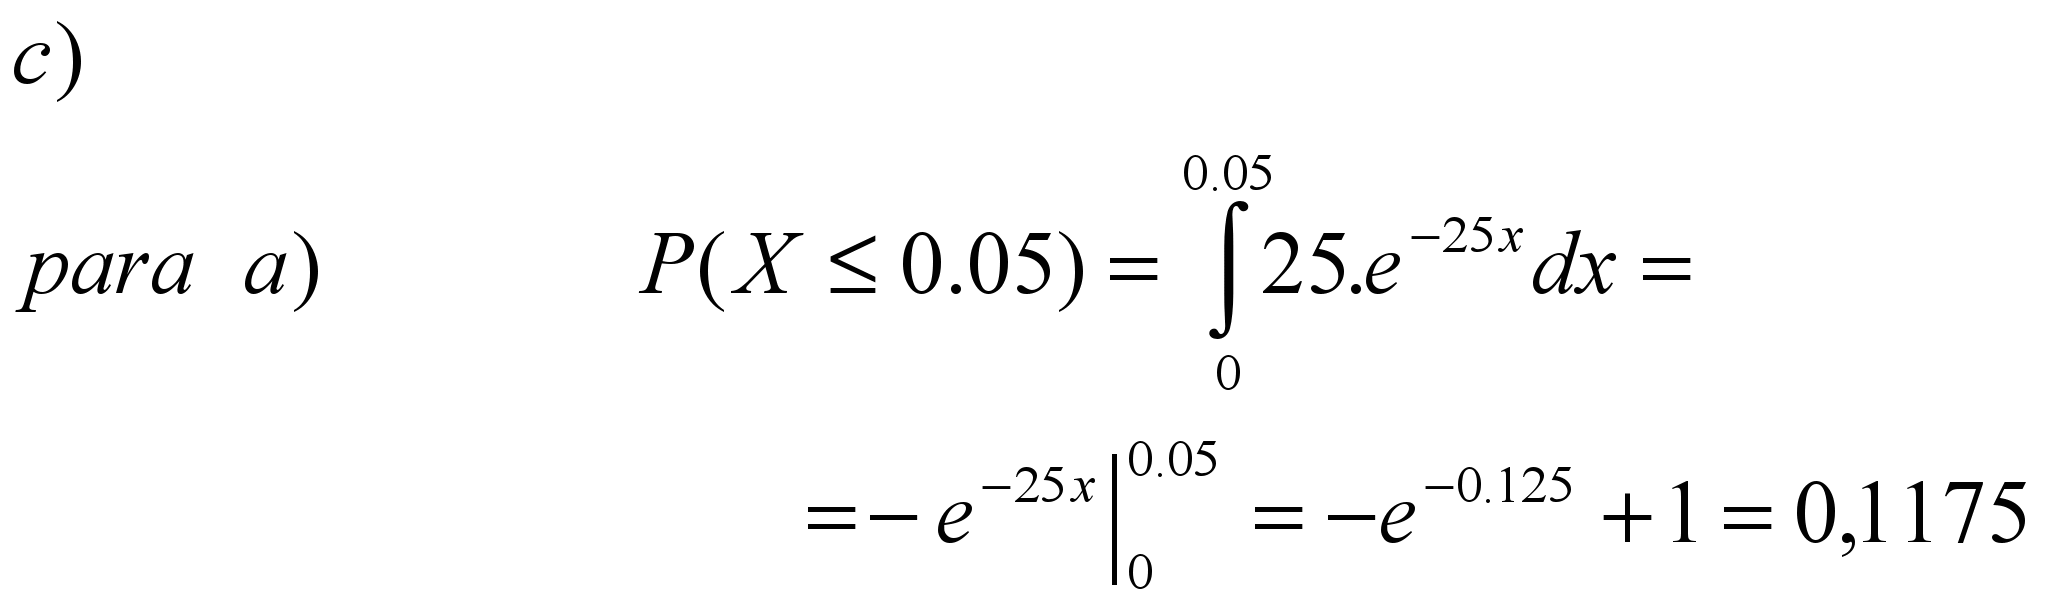 c)
para a) P(X ≤ 0.05) = ∫₀^0.05 25.e^−25x dx =
= − e^−25x |₀^0.05 = −e^−0.125 + 1 = 0,1175